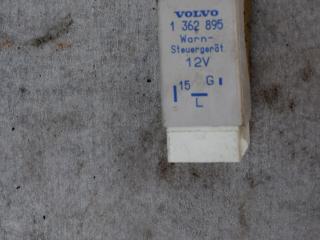 VOLVO
1 362 895
Warn-
Steuergerät
12V
15 G
L